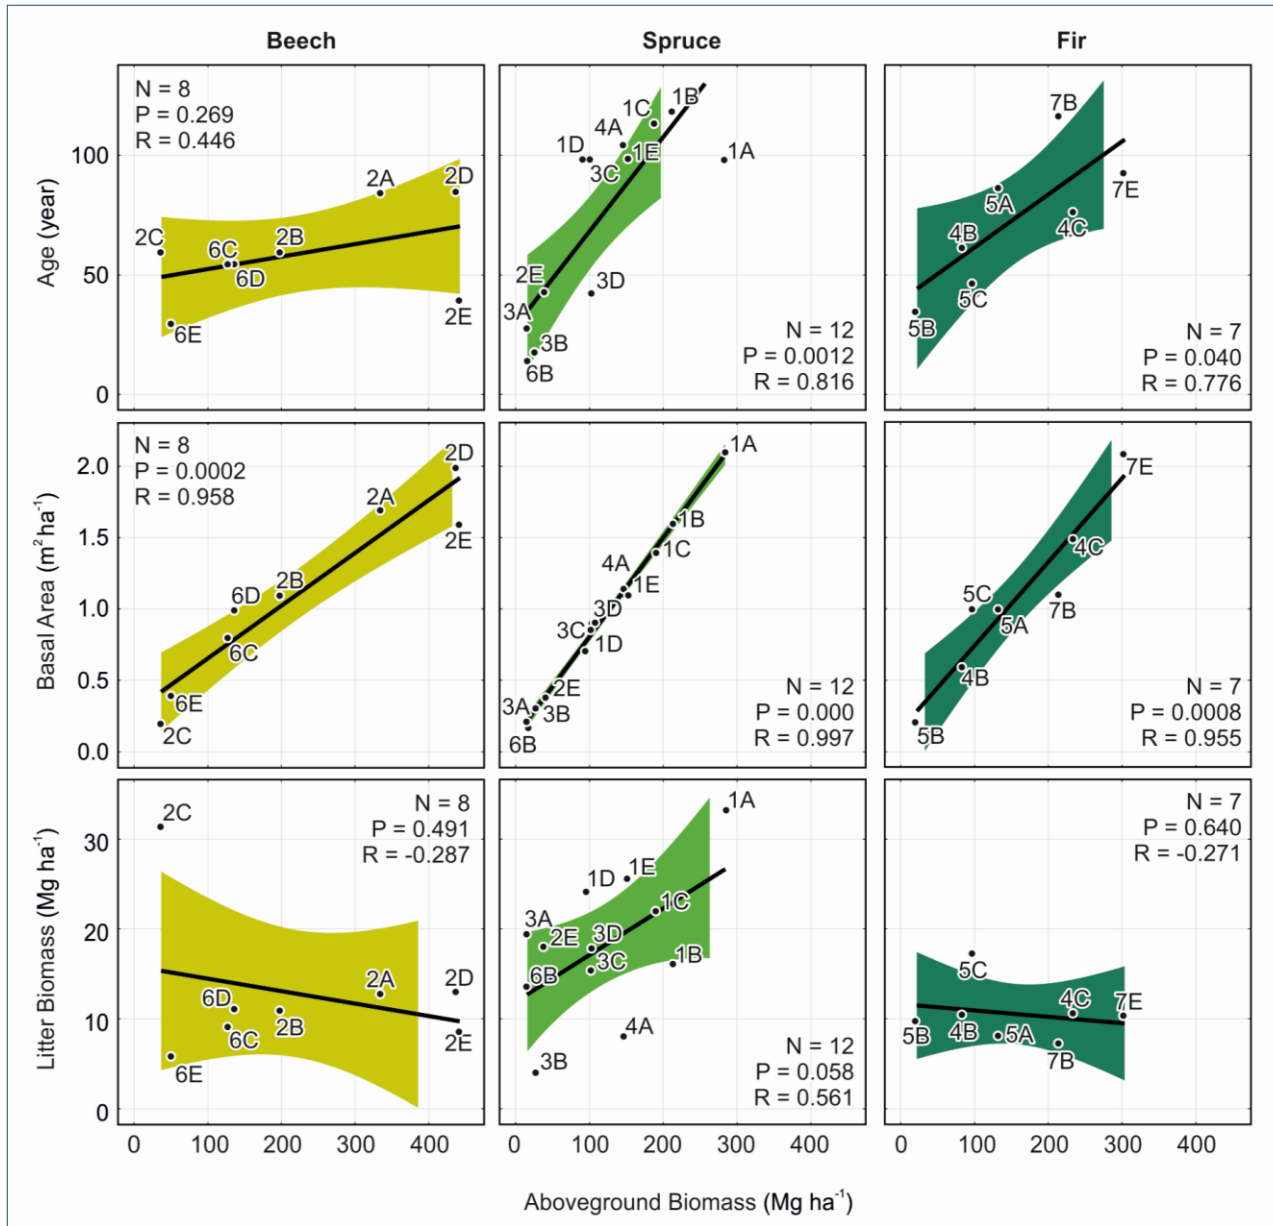 Beech Spruce Fir
Age (year)
100
50
0
N = 8
P = 0.269
R = 0.446
2A
2D
2C
6C
2B
6D
2E
6E
1C
1B
4A
1D
1E
1A
3C
2E
3D
3A
3B
6B
N = 12
P = 0.0012
R = 0.816
7B
7E
5A
4C
4B
5C
5B
N = 7
P = 0.040
R = 0.776
Basal Area (m² ha⁻¹)
2.0
1.5
1.0
0.5
0.0
N = 8
P = 0.0002
R = 0.958
2D
2A
2E
6D
2B
6C
6E
2C
1A
1B
1C
4A
1E
3D
3C
1D
2E
3A
3B
6B
N = 12
P = 0.000
R = 0.997
7E
4C
5C
7B
5A
4B
5B
N = 7
P = 0.0008
R = 0.955
Litter Biomass (Mg ha⁻¹)
30
20
10
0
2C
N = 8
P = 0.491
R = -0.287
2A
2D
6D
2B
6C
2E
6E
1A
1D
1E
1C
3A
2E
3D
3C
1B
6B
4A
3B
N = 12
P = 0.058
R = 0.561
N = 7
P = 0.640
R = -0.271
5C
4C
7E
5B
4B
5A
7B
0 100 200 300 400 0 100 200 300 400 0 100 200 300 400
Aboveground Biomass (Mg ha⁻¹)